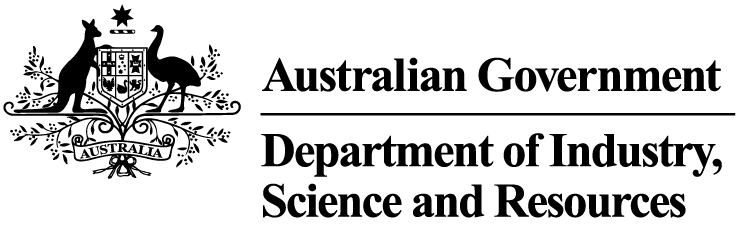 AUSTRALIA
Australian Government
Department of Industry,
Science and Resources